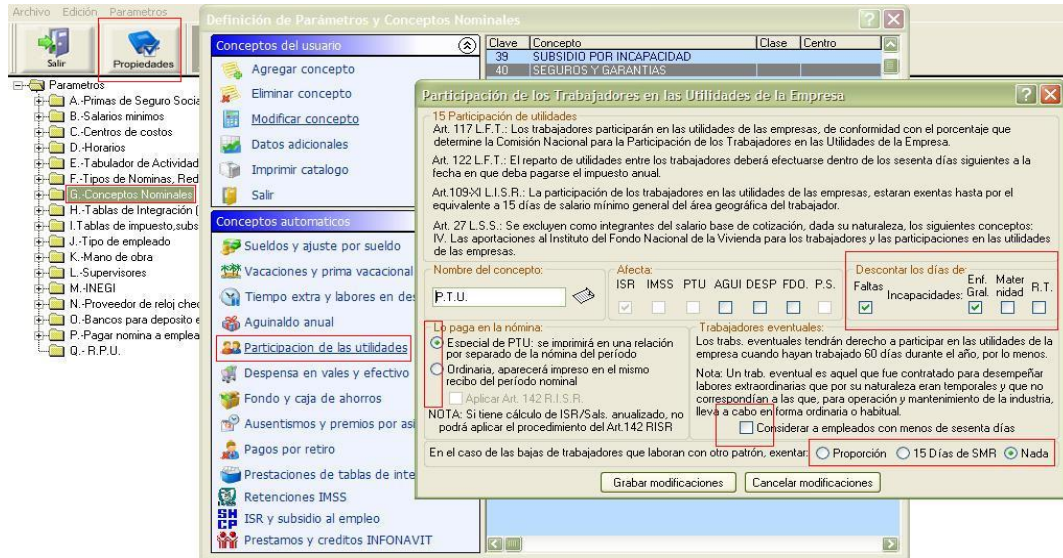 Archivo Edición Parametros
Salir
Propiedades
Parametros
A.-Primas de Seguro Socia
B.-Salarios minimos
C.-Centros de costos
D.-Horarios
E.-Tabulador de Actividad
F.-Tipos de Nominas, Red
G.-Conceptos Nominales
H.-Tablas de Integración (
I.Tablas de impuesto,subs
J.-Tipo de empleado
K.-Mano de obra
L.-Supervisores
M.-INEGI
N.-Proveedor de reloj chec
O.-Bancos para deposito e
P.-Pagar nomina a emplea
Q.- R.P.U.
Definición de Parámetros y Conceptos Nominales
Conceptos del usuario
Agregar concepto
Eliminar concepto
Modificar concepto
Datos adicionales
Imprimir catalogo
Salir
Conceptos automaticos
Sueldos y ajuste por sueldo
Vacaciones y prima vacacional
Tiempo extra y labores en des
Aguinaldo anual
Participacion de las utilidades
Despensa en vales y efectivo
Fondo y caja de ahorros
Ausentismos y premios por asi
Pagos por retiro
Prestaciones de tablas de inte
Retenciones IMSS
SHCP ISR y subsidio al empleo
Prestamos y creditos INFONAVIT
Clave Concepto Clase Centro
39 SUBSIDIO POR INCAPACIDAD
40 SEGUROS Y GARANTIAS
Participación de los Trabajadores en las Utilidades de la Empresa
15 Participación de utilidades
Art. 117 L.F.T.: Los trabajadores participarán en las utilidades de las empresas, de conformidad con el porcentaje que
determine la Comisión Nacional para la Participación de los Trabajadores en las Utilidades de la Empresa.
Art. 122 L.F.T.: El reparto de utilidades entre los trabajadores deberá efectuarse dentro de los sesenta días siguientes a la
fecha en que deba pagarse el impuesto anual.
Art.109-XI L.I.S.R.: La participación de los trabajadores en las utilidades de las empresas, estaran exentas hasta por el
equivalente a 15 días de salario mínimo general del área geográfica del trabajador.
Art. 27 L.S.S.: Se excluyen como integrantes del salario base de cotización, dada su naturaleza, los siguientes conceptos:
IV. Las aportaciones al Instituto del Fondo Nacional de la Vivienda para los trabajadores y las participaciones en las utilidades
de las empresas.
Nombre del concepto:
P.T.U.
Afecta:
ISR IMSS PTU AGUI DESP FDO. P.S.
Descontar los días de:
Faltas Incapacidades: Enf. Gral. Mater nidad R.T.
Lo paga en la nómina:
Especial de PTU: se imprimirá en una relación
por separado de la nómina del período
Ordinaria, aparecerá impreso en el mismo
recibo del período nominal
Aplicar Art. 142 R.I.S.R.
NOTA: Si tiene cálculo de ISR/Sals. anualizado, no
podrá aplicar el procedimiento del Art.142 RISR
Trabajadores eventuales:
Los trabs. eventuales tendrán derecho a participar en las utilidades de la
empresa cuando hayan trabajado 60 días durante el año, por lo menos.
Nota: Un trab. eventual es aquel que fue contratado para desempeñar
labores extraordinarias que por su naturaleza eran temporales y que no
correspondían a las que, para operación y mantenimiento de la industria,
lleva a cabo en forma ordinaria o habitual.
Considerar a empleados con menos de sesenta días
En el caso de las bajas de trabajadores que laboran con otro patrón, exentar: Proporción 15 Días de SMR Nada
Grabar modificaciones Cancelar modificaciones